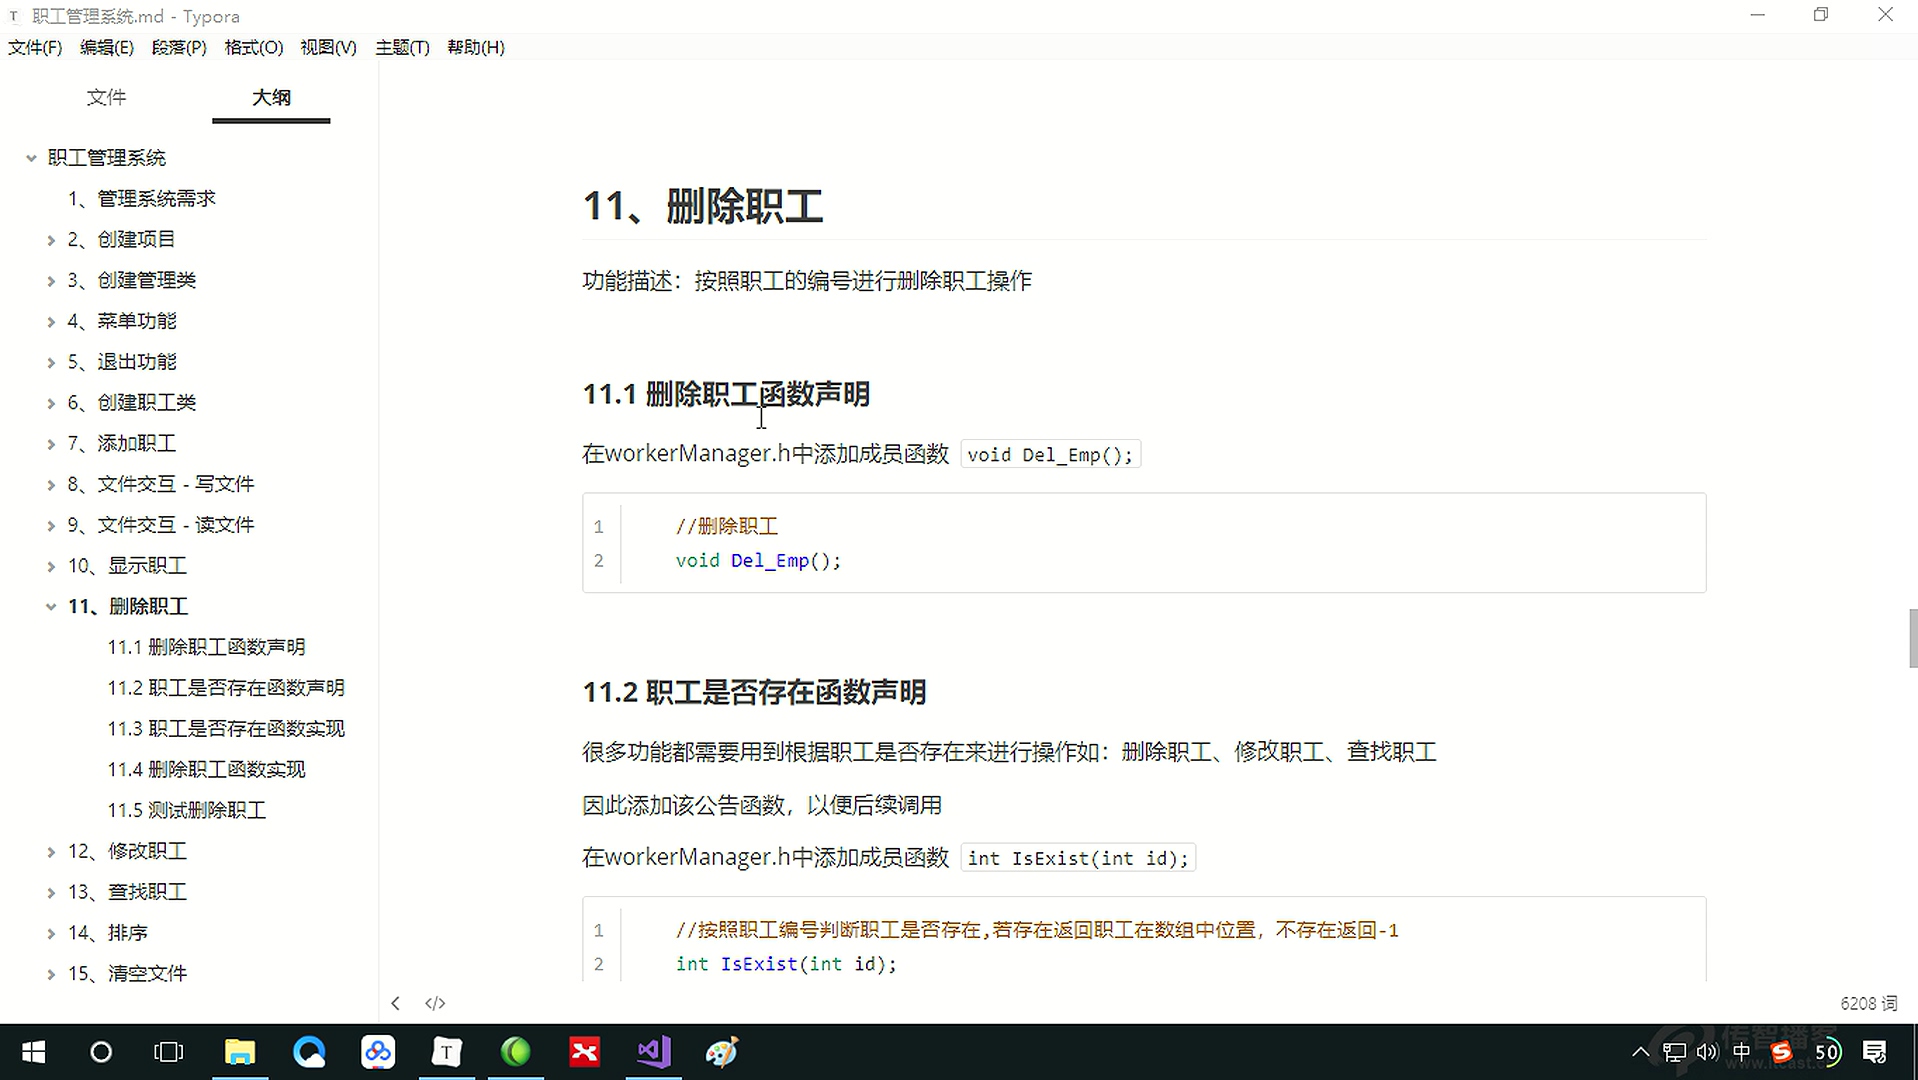 职工管理系统.md - Typora
文件(F) 编辑(E) 段落(P) 格式(O) 视图(V) 主题(T) 帮助(H)
文件 大纲
职工管理系统
1、管理系统需求
2、创建项目
3、创建管理类
4、菜单功能
5、退出功能
6、创建职工类
7、添加职工
8、文件交互 - 写文件
9、文件交互 - 读文件
10、显示职工
11、删除职工
11.1 删除职工函数声明
11.2 职工是否存在函数声明
11.3 职工是否存在函数实现
11.4 删除职工函数实现
11.5 测试删除职工
12、修改职工
13、查找职工
14、排序
15、清空文件
11、删除职工
功能描述：按照职工的编号进行删除职工操作
11.1 删除职工函数声明
在workerManager.h中添加成员函数 void Del_Emp();
1 //删除职工
2 void Del_Emp();
11.2 职工是否存在函数声明
很多功能都需要用到根据职工是否存在来进行操作如：删除职工、修改职工、查找职工
因此添加该公告函数，以便后续调用
在workerManager.h中添加成员函数 int IsExist(int id);
1 //按照职工编号判断职工是否存在,若存在返回职工在数组中位置，不存在返回-1
2 int IsExist(int id);
</> 6208 词
T 中 S 50
传智播客